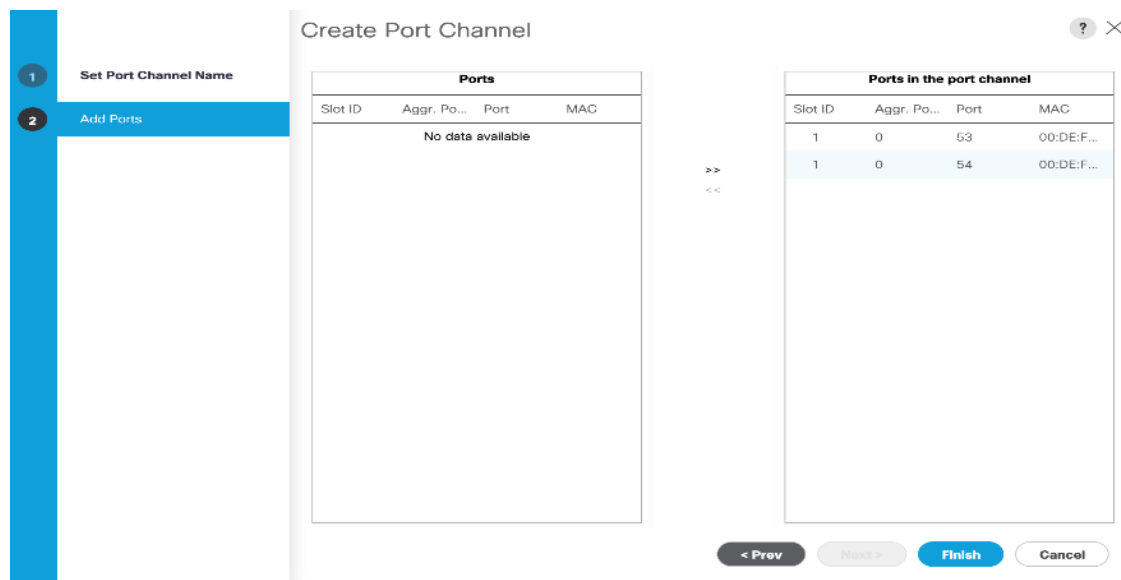 Create Port Channel
?
1 Set Port Channel Name
2 Add Ports
Ports
Slot ID Aggr. Po... Port MAC
No data available
>>
<<
Ports in the port channel
Slot ID Aggr. Po... Port MAC
1 0 53 00:DE:F...
1 0 54 00:DE:F...
< Prev Next > Finish Cancel